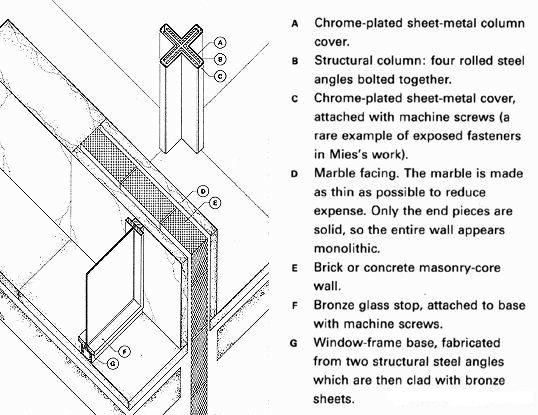 A Chrome-plated sheet-metal column
cover.
B Structural column: four rolled steel
angles bolted together.
C Chrome-plated sheet-metal cover,
attached with machine screws (a
rare example of exposed fasteners
in Mies's work).
D Marble facing. The marble is made
as thin as possible to reduce
expense. Only the end pieces are
solid, so the entire wall appears
monolithic.
E Brick or concrete masonry-core
wall.
F Bronze glass stop, attached to base
with machine screws.
G Window-frame base, fabricated
from two structural steel angles
which are then clad with bronze
sheets.
A
B
C
D
E
F
G